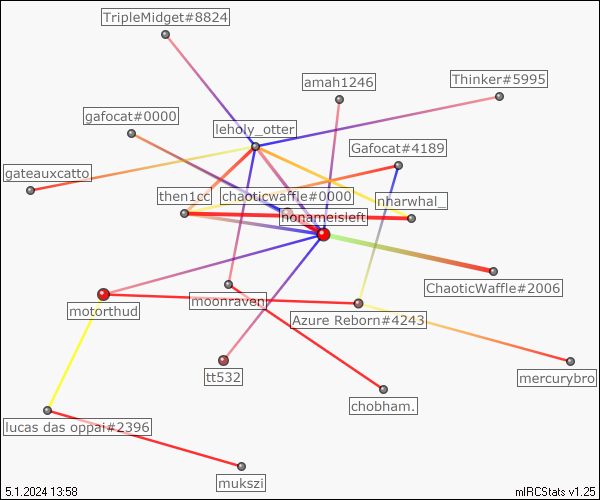 TripleMidget#8824
Thinker#5995
amah1246
gafocat#0000
leholy_otter
Gafocat#4189
gateauxcatto
then1cc
chaoticwaffle#0000
nharwhal_
nonameisleft
ChaoticWaffle#2006
moonraven
motorthud
Azure Reborn#4243
tt532
mercurybro
chobham.
lucas das oppai#2396
mukszi
5.1.2024 13:58
mIRCStats v1.25